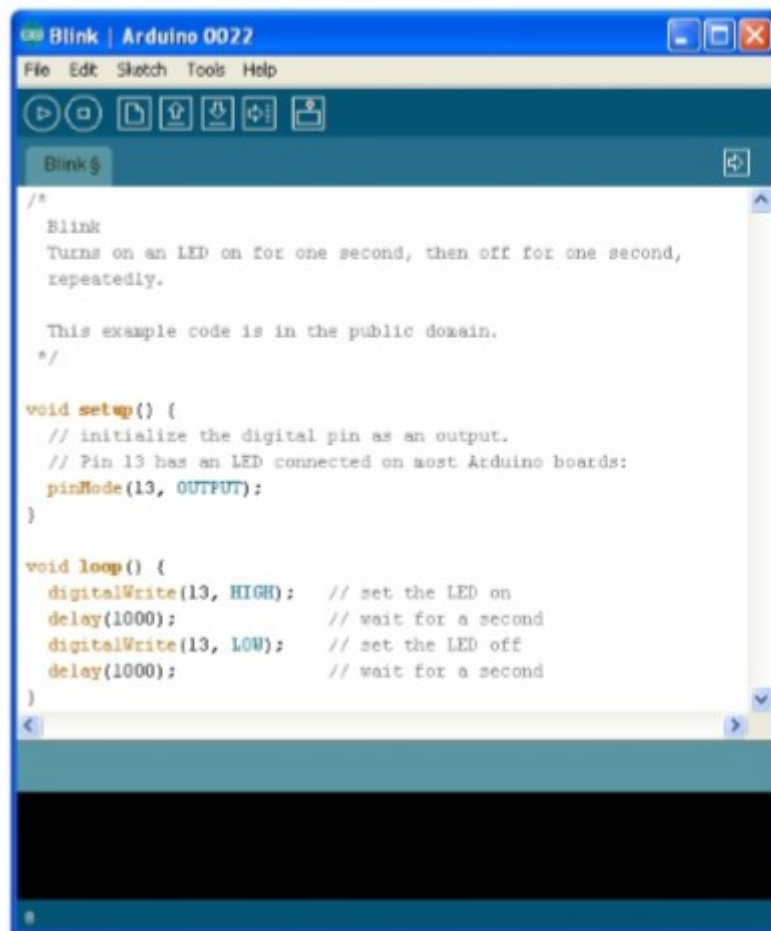 Blink | Arduino 0022
File Edit Sketch Tools Help
Blink §
/*
  Blink
  Turns on an LED on for one second, then off for one second,
  repeatedly.

  This example code is in the public domain.
 */

void setup() {
  // initialize the digital pin as an output.
  // Pin 13 has an LED connected on most Arduino boards:
  pinMode(13, OUTPUT);
}

void loop() {
  digitalWrite(13, HIGH);   // set the LED on
  delay(1000);              // wait for a second
  digitalWrite(13, LOW);    // set the LED off
  delay(1000);              // wait for a second
}